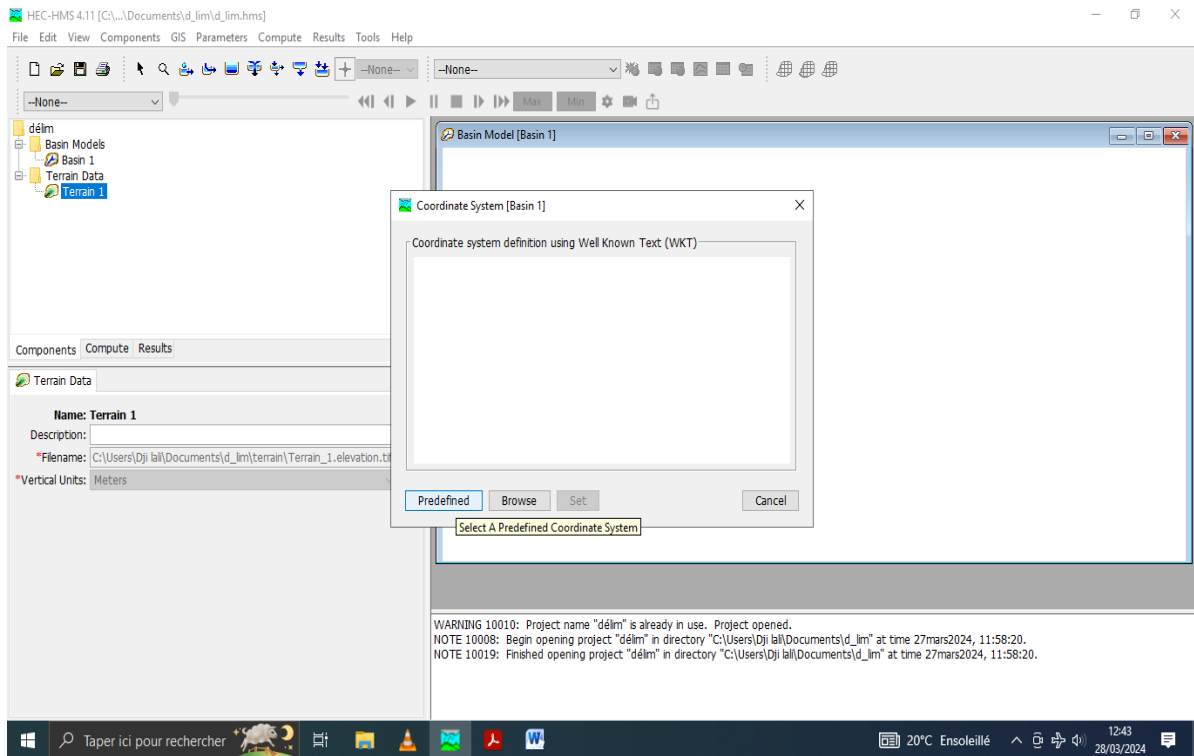 HEC-HMS 4.11 [C:\...\Documents\d_lim\d_lim.hms]
File Edit View Components GIS Parameters Compute Results Tools Help
--None-- --None--
--None-- Max Min
délim
Basin Models
Basin 1
Terrain Data
Terrain 1
Components Compute Results
Terrain Data
Name: Terrain 1
Description:
*Filename: C:\Users\Dji lali\Documents\d_lim\terrain\Terrain_1.elevation.tif
*Vertical Units: Meters
Basin Model [Basin 1]
Coordinate System [Basin 1]
Coordinate system definition using Well Known Text (WKT)
Predefined Browse Set Cancel
Select A Predefined Coordinate System
WARNING 10010: Project name "délim" is already in use. Project opened.
NOTE 10008: Begin opening project "délim" in directory "C:\Users\Dji lali\Documents\d_lim" at time 27mars2024, 11:58:20.
NOTE 10019: Finished opening project "délim" in directory "C:\Users\Dji lali\Documents\d_lim" at time 27mars2024, 11:58:20.
Taper ici pour rechercher
20°C Ensoleillé
12:43
28/03/2024